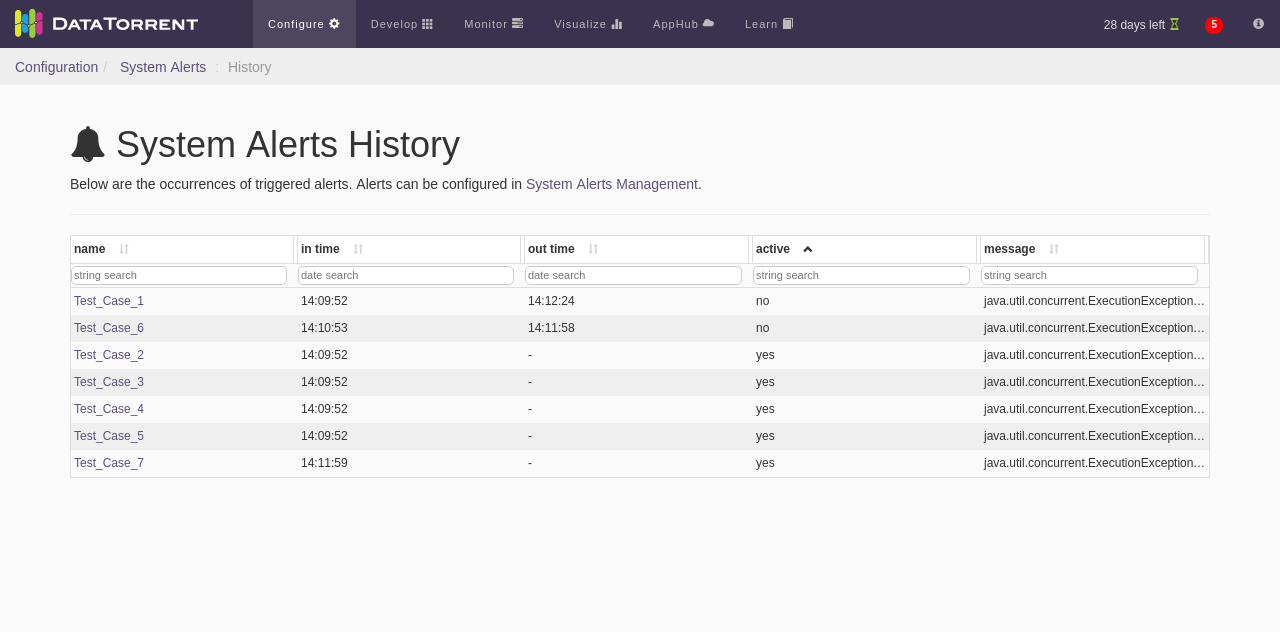 DATATORRENT Configure Develop Monitor Visualize AppHub Learn 28 days left 5
Configuration / System Alerts : History
System Alerts History
Below are the occurrences of triggered alerts. Alerts can be configured in System Alerts Management.
name in time out time active message
string search date search date search string search string search
Test_Case_1 14:09:52 14:12:24 no java.util.concurrent.ExecutionException…
Test_Case_6 14:10:53 14:11:58 no java.util.concurrent.ExecutionException…
Test_Case_2 14:09:52 - yes java.util.concurrent.ExecutionException…
Test_Case_3 14:09:52 - yes java.util.concurrent.ExecutionException…
Test_Case_4 14:09:52 - yes java.util.concurrent.ExecutionException…
Test_Case_5 14:09:52 - yes java.util.concurrent.ExecutionException…
Test_Case_7 14:11:59 - yes java.util.concurrent.ExecutionException…